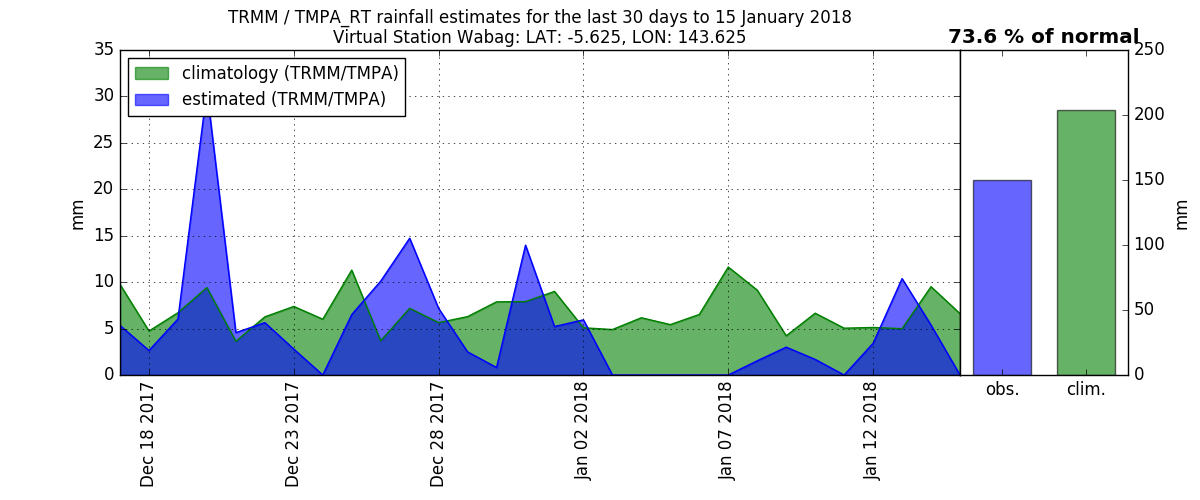 TRMM / TMPA_RT rainfall estimates for the last 30 days to 15 January 2018
Virtual Station Wabag: LAT: -5.625, LON: 143.625
73.6 % of normal
climatology (TRMM/TMPA)
estimated (TRMM/TMPA)
35
30
25
20
15
10
5
0
mm
Dec 18 2017
Dec 23 2017
Dec 28 2017
Jan 02 2018
Jan 07 2018
Jan 12 2018
obs.
clim.
250
200
150
100
50
0
mm